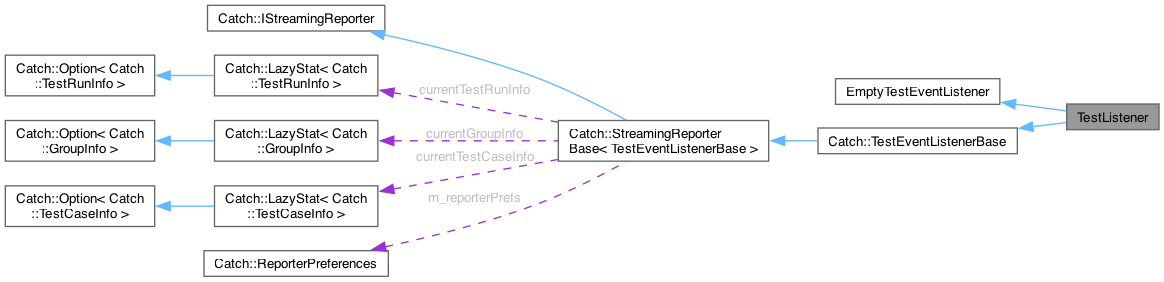 Catch::IStreamingReporter
Catch::Option< Catch
::TestRunInfo >
Catch::LazyStat< Catch
::TestRunInfo >
currentTestRunInfo
EmptyTestEventListener
TestListener
Catch::Option< Catch
::GroupInfo >
Catch::LazyStat< Catch
::GroupInfo >
currentGroupInfo
Catch::StreamingReporter
Base< TestEventListenerBase >
Catch::TestEventListenerBase
currentTestCaseInfo
Catch::Option< Catch
::TestCaseInfo >
Catch::LazyStat< Catch
::TestCaseInfo >
m_reporterPrefs
Catch::ReporterPreferences